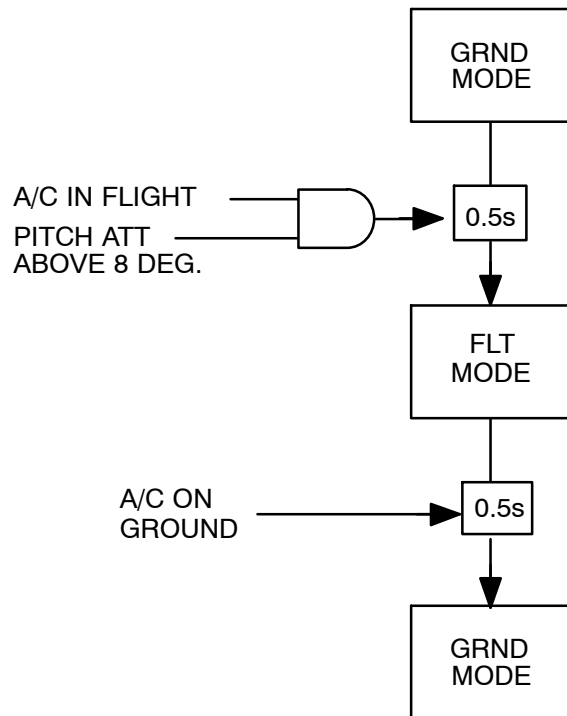 GRND
MODE
A/C IN FLIGHT
0.5s
PITCH ATT
ABOVE 8 DEG.
FLT
MODE
A/C ON
GROUND
0.5s
GRND
MODE